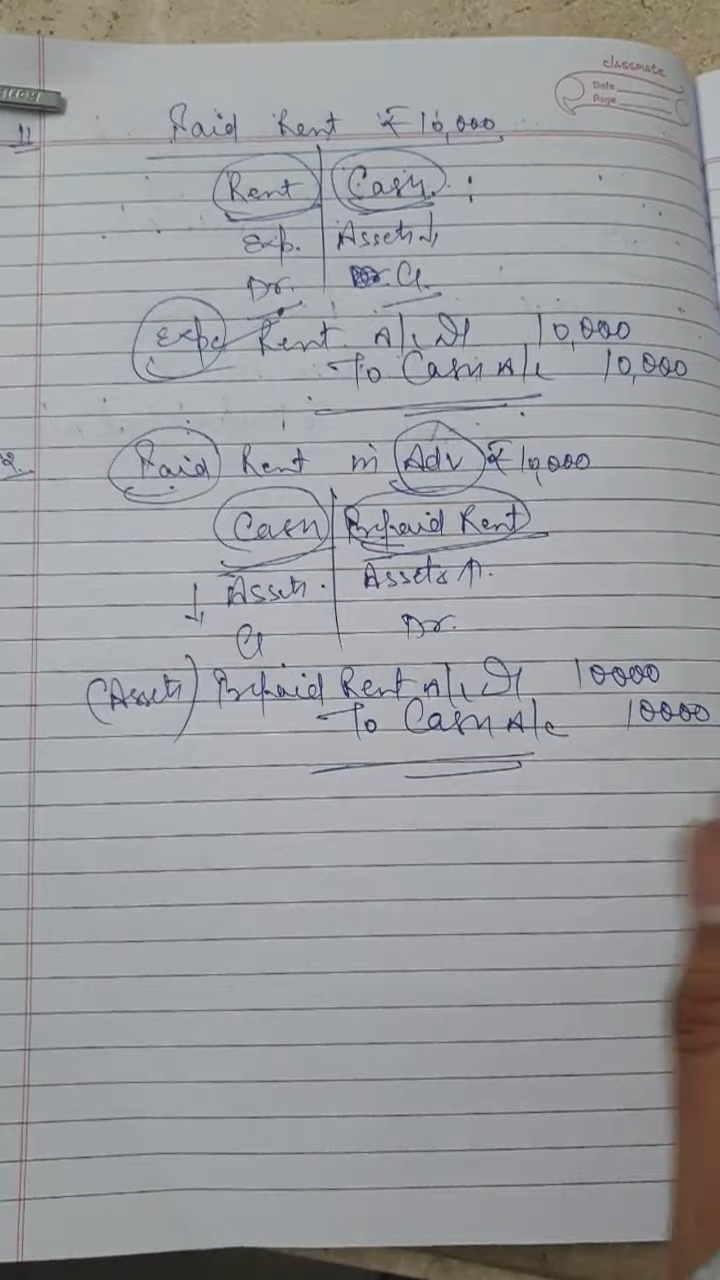 classmate
Date
Page
1) Paid Rent ₹ 10,000
Rent Cash :
Exp. Assets ↓
Dr. Cr.
Exp. Rent A/c Dr 10,000
To Cash A/c 10,000
2. Paid Rent in Adv ₹ 10,000
Cash Prepaid Rent
↓ Assets. Assets ↑.
Cr Dr.
(Assets) Prepaid Rent A/c Dr 10000
To Cash A/c 10000